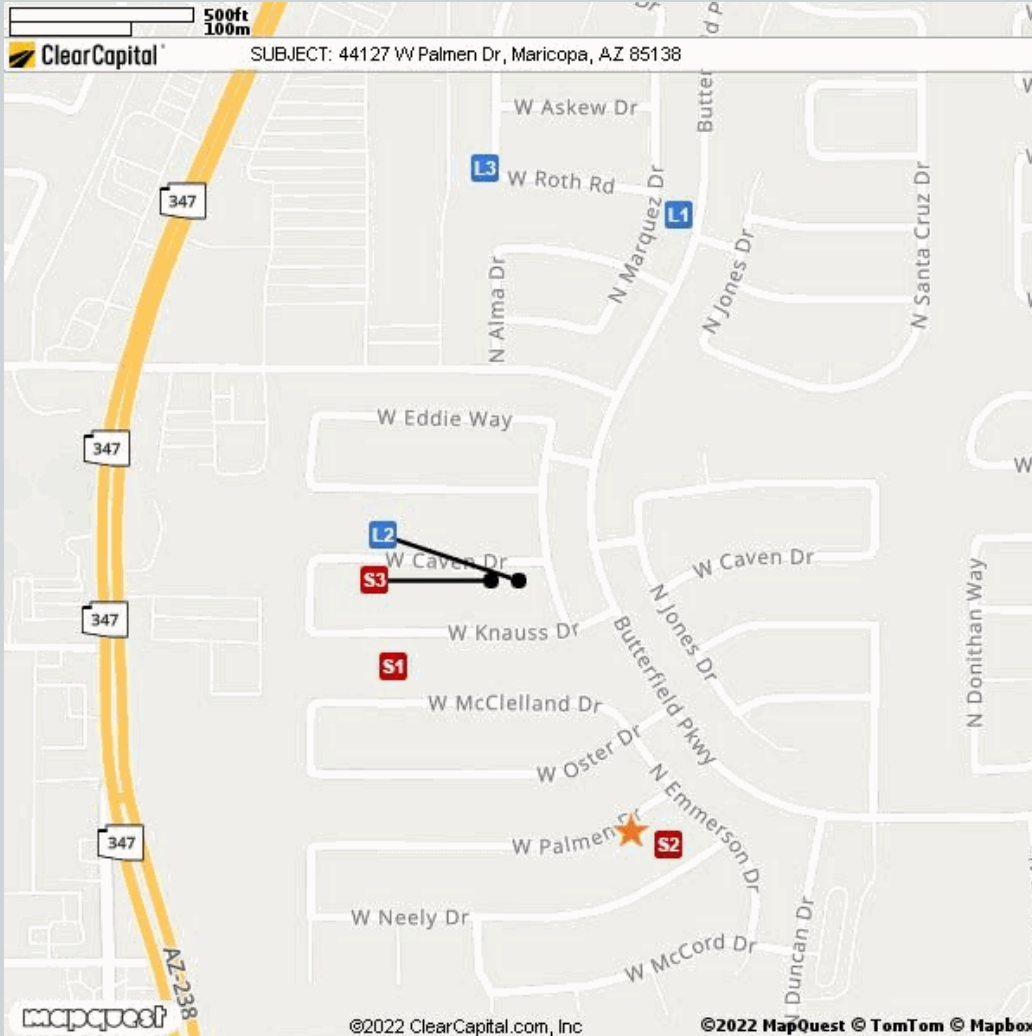 500ft
100m
ClearCapital
SUBJECT: 44127 W Palmen Dr, Maricopa, AZ 85138
W Askew Dr
Butter
rd P
L3
W Roth Rd
347
N Marquez Dr
L1
N Santa Cruz Dr
N Jones Dr
N Alma Dr
W Eddie Way
347
L2
W Caven Dr
W Caven Dr
S3
N Jones Dr
347
W Knauss Dr
Butterfield Pkwy
N Donithan Way
S1
W McClelland Dr
W Oster Dr
N Emmerson Dr
347
W Palmen Dr
S2
W Neely Dr
W McCord Dr
N Duncan Dr
AZ-238
mapquest
©2022 ClearCapital.com, Inc
©2022 MapQuest © TomTom © Mapbox